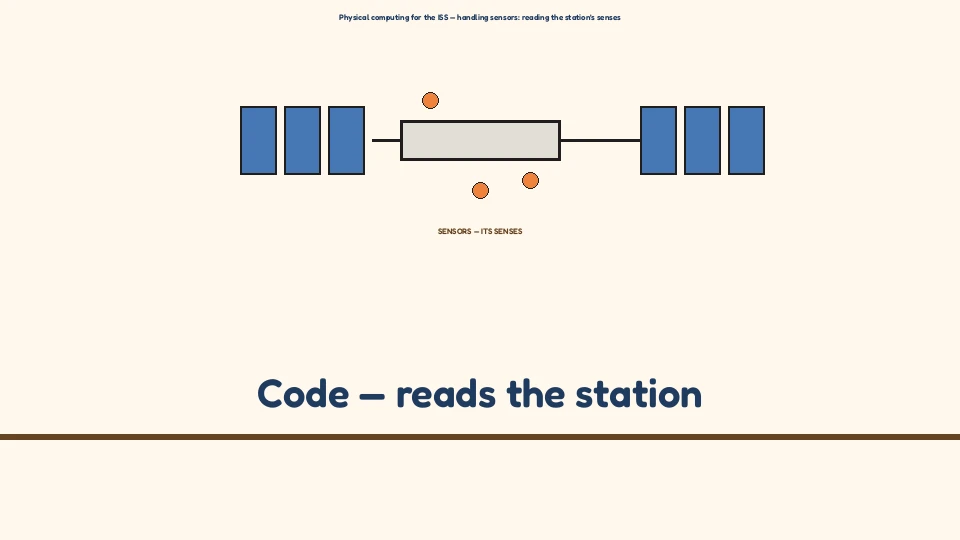 Physical computing for the ISS — handling sensors: reading the station's senses
SENSORS — ITS SENSES
Code — reads the station